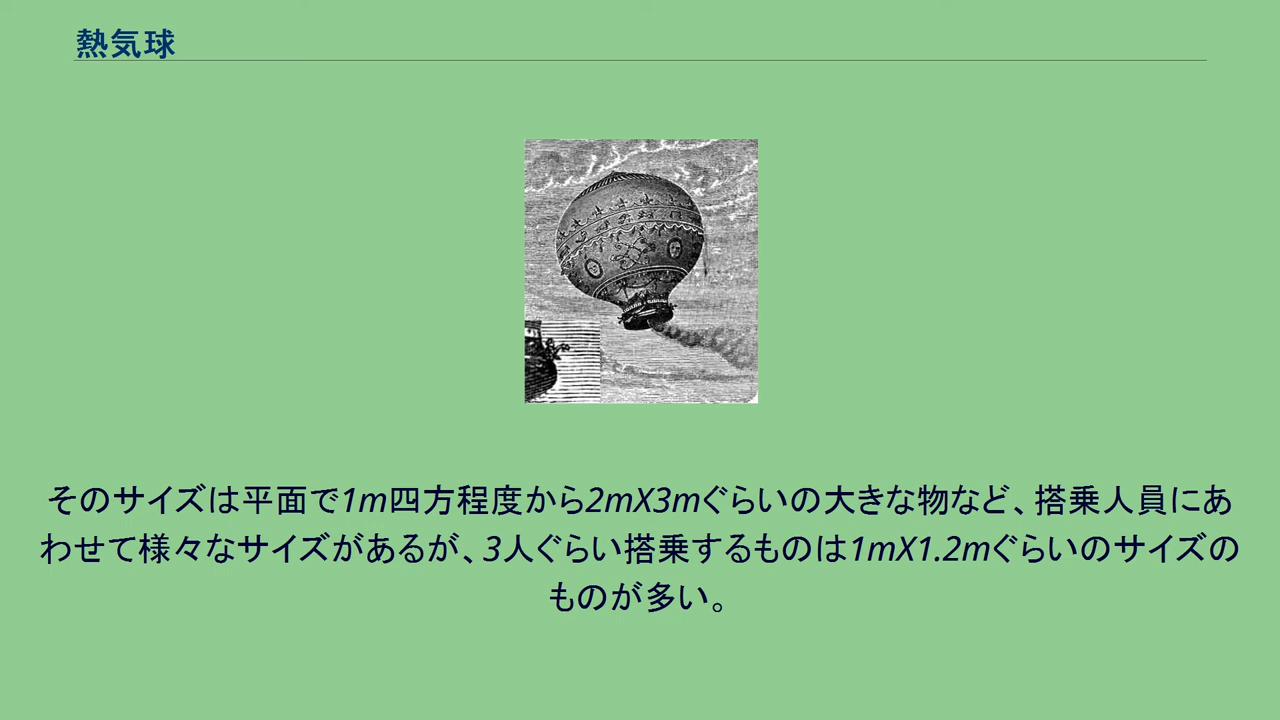 熱気球
そのサイズは平面で1m四方程度から2mX3mぐらいの大きな物など、搭乗人員にあ
わせて様々なサイズがあるが、3人ぐらい搭乗するものは1mX1.2mぐらいのサイズの
ものが多い。